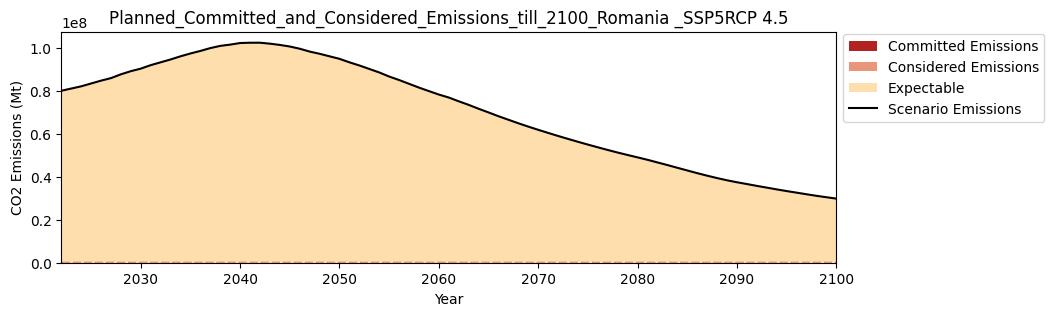 Planned_Committed_and_Considered_Emissions_till_2100_Romania _SSP5RCP 4.5
1e8
1.0
0.8
0.6
0.4
0.2
0.0
CO2 Emissions (Mt)
2030 2040 2050 2060 2070 2080 2090 2100
Year
Committed Emissions
Considered Emissions
Expectable
Scenario Emissions